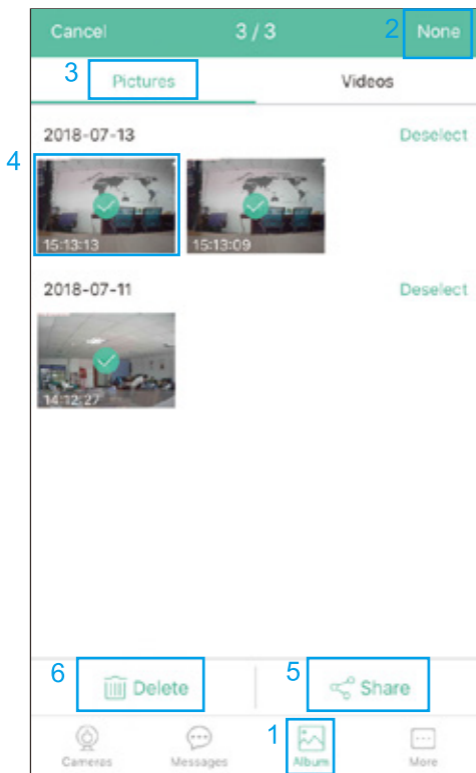 Cancel 3/3 2 None
3 Pictures Videos
2018-07-13 Deselect
4
15:13:13 15:13:09
2018-07-11 Deselect
14:12:27
6 Delete 5 Share
1
Cameras Messages Album More